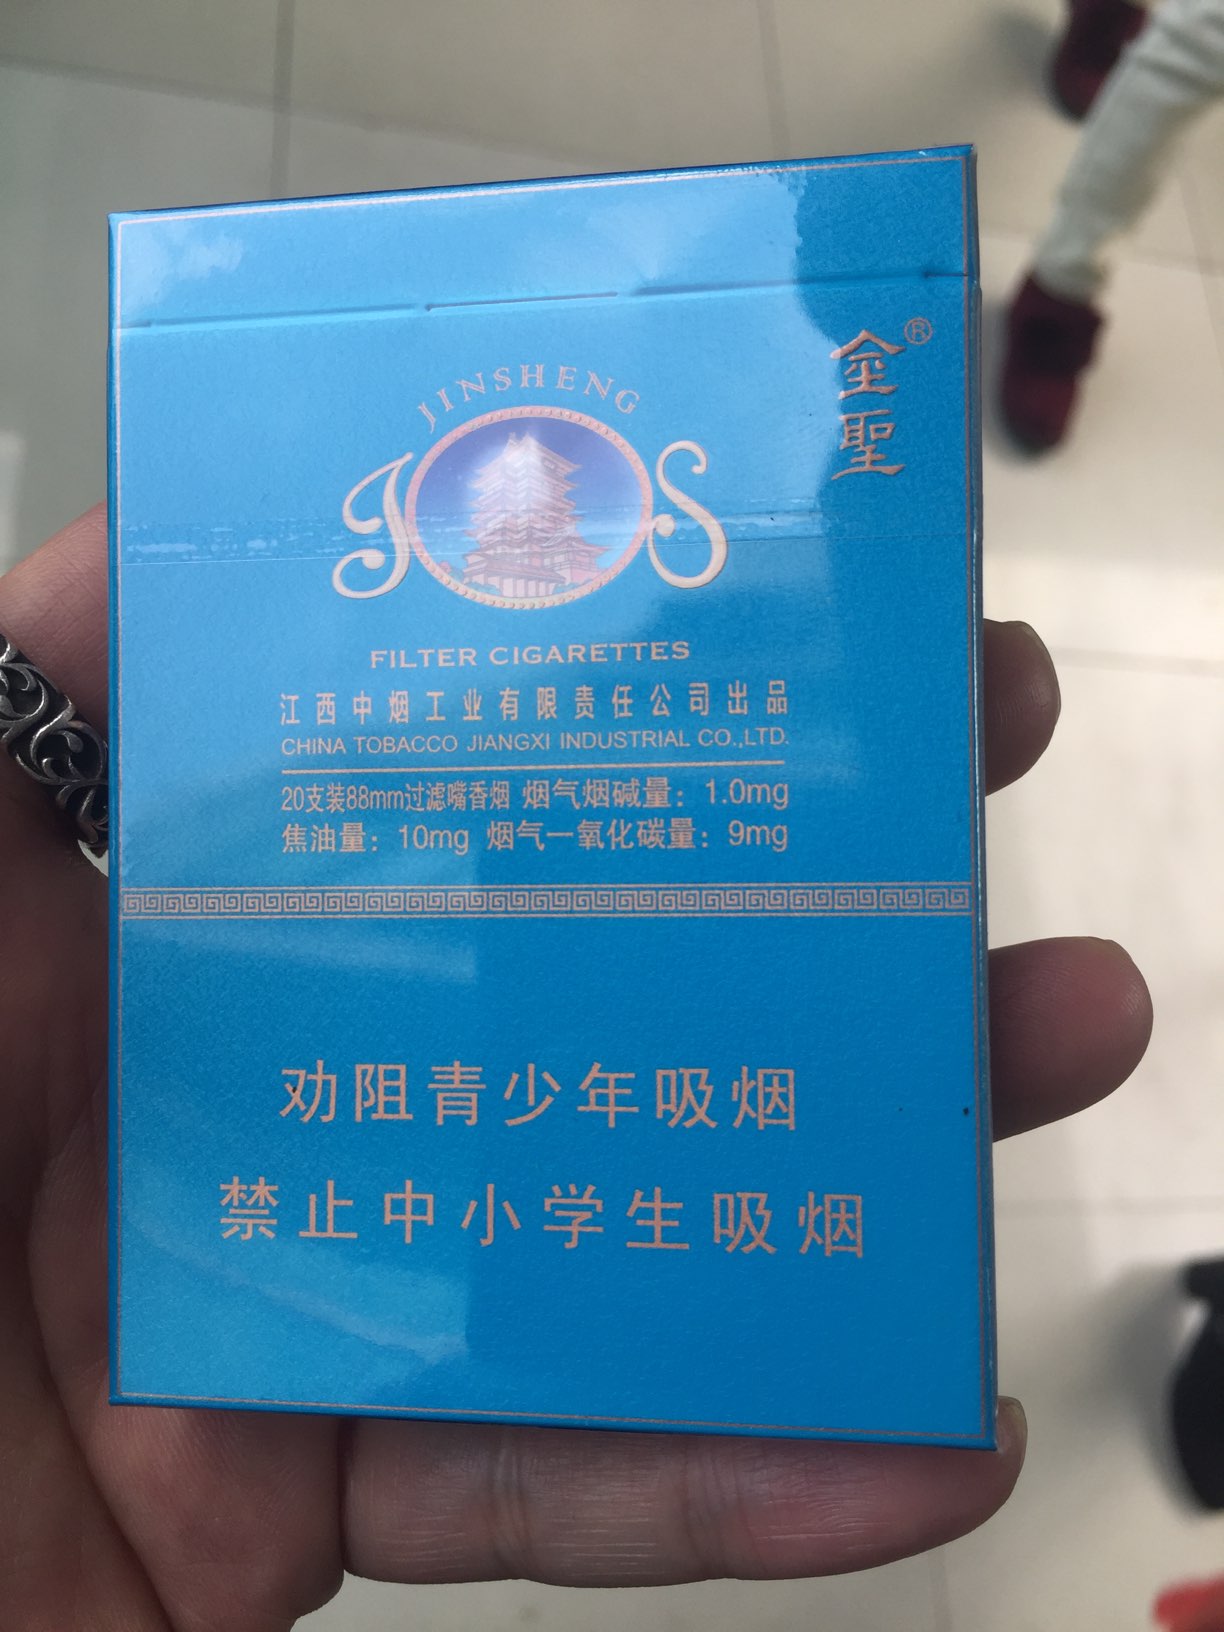 金聖®
JINSHENG
JS
FILTER CIGARETTES
江西中烟工业有限责任公司出品
CHINA TOBACCO JIANGXI INDUSTRIAL CO.,LTD.
20支装88mm过滤嘴香烟 烟气烟碱量：1.0mg
焦油量：10mg 烟气一氧化碳量：9mg
劝阻青少年吸烟
禁止中小学生吸烟